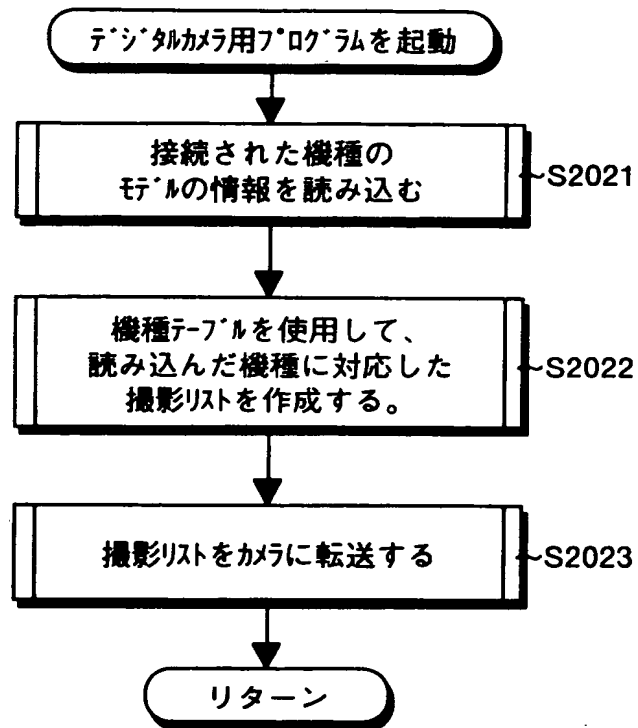 デジタルカメラ用プログラムを起動
接続された機種の
モデルの情報を読み込む
S2021
機種テーブルを使用して、
読み込んだ機種に対応した
撮影リストを作成する。
S2022
撮影リストをカメラに転送する
S2023
リターン